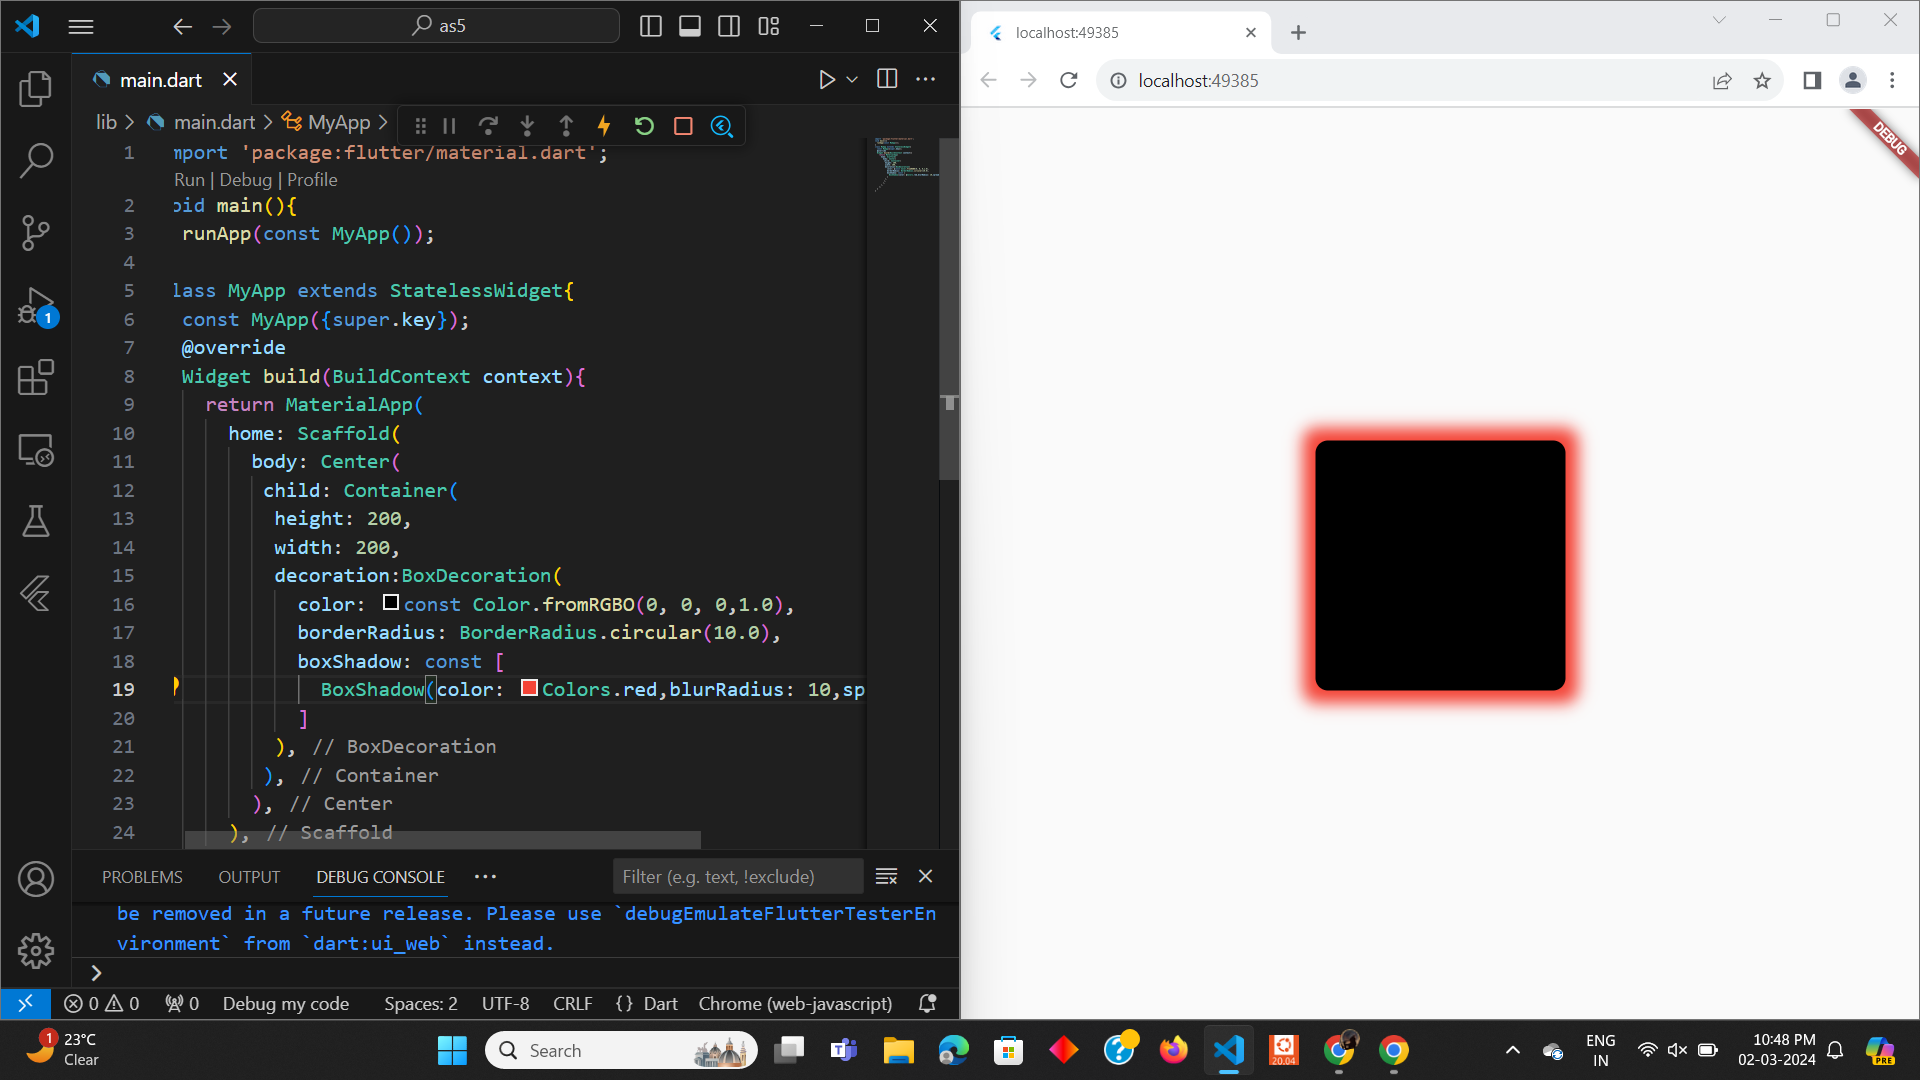 as5
main.dart
lib > main.dart > MyApp >
1 mport 'package:flutter/material.dart';
Run | Debug | Profile
2 oid main(){
3 runApp(const MyApp());
4
5 lass MyApp extends StatelessWidget{
6 const MyApp({super.key});
7 @override
8 Widget build(BuildContext context){
9 return MaterialApp(
10 home: Scaffold(
11 body: Center(
12 child: Container(
13 height: 200,
14 width: 200,
15 decoration:BoxDecoration(
16 color: const Color.fromRGBO(0, 0, 0,1.0),
17 borderRadius: BorderRadius.circular(10.0),
18 boxShadow: const [
19 BoxShadow(color: Colors.red,blurRadius: 10,sp
20 ]
21 ), // BoxDecoration
22 ), // Container
23 ), // Center
24 ), // Scaffold
1
PROBLEMS OUTPUT DEBUG CONSOLE ··· Filter (e.g. text, !exclude)
be removed in a future release. Please use `debugEmulateFlutterTesterEn
vironment` from `dart:ui_web` instead.
>
0 0 0 Debug my code Spaces: 2 UTF-8 CRLF {} Dart Chrome (web-javascript)
localhost:49385
localhost:49385
DEBUG
1 23°C
Clear
Search
20.04
ENG
IN
10:48 PM
02-03-2024
PRE